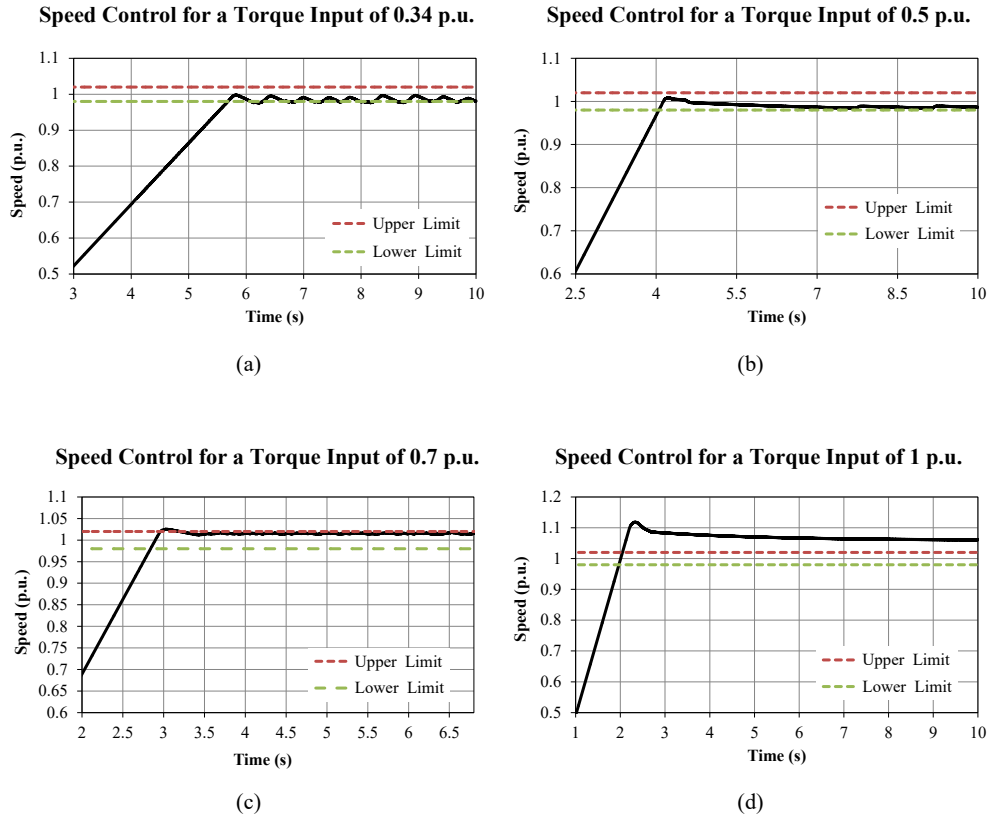 Speed Control for a Torque Input of 0.34 p.u.
1.1
1
0.9
0.8
0.7
0.6
0.5
Speed (p.u.)
Upper Limit
Lower Limit
3 4 5 6 7 8 9 10
Time (s)
(a)
Speed Control for a Torque Input of 0.5 p.u.
1.1
1
0.9
0.8
0.7
0.6
Speed (p.u.)
Upper Limit
Lower Limit
2.5 4 5.5 7 8.5 10
Time (s)
(b)
Speed Control for a Torque Input of 0.7 p.u.
1.1
1.05
1
0.95
0.9
0.85
0.8
0.75
0.7
0.65
0.6
Speed (p.u.)
Upper Limit
Lower Limit
2 2.5 3 3.5 4 4.5 5 5.5 6 6.5
Time (s)
(c)
Speed Control for a Torque Input of 1 p.u.
1.2
1.1
1
0.9
0.8
0.7
0.6
0.5
Speed (p.u.)
Upper Limit
Lower Limit
1 2 3 4 5 6 7 8 9 10
Time (s)
(d)